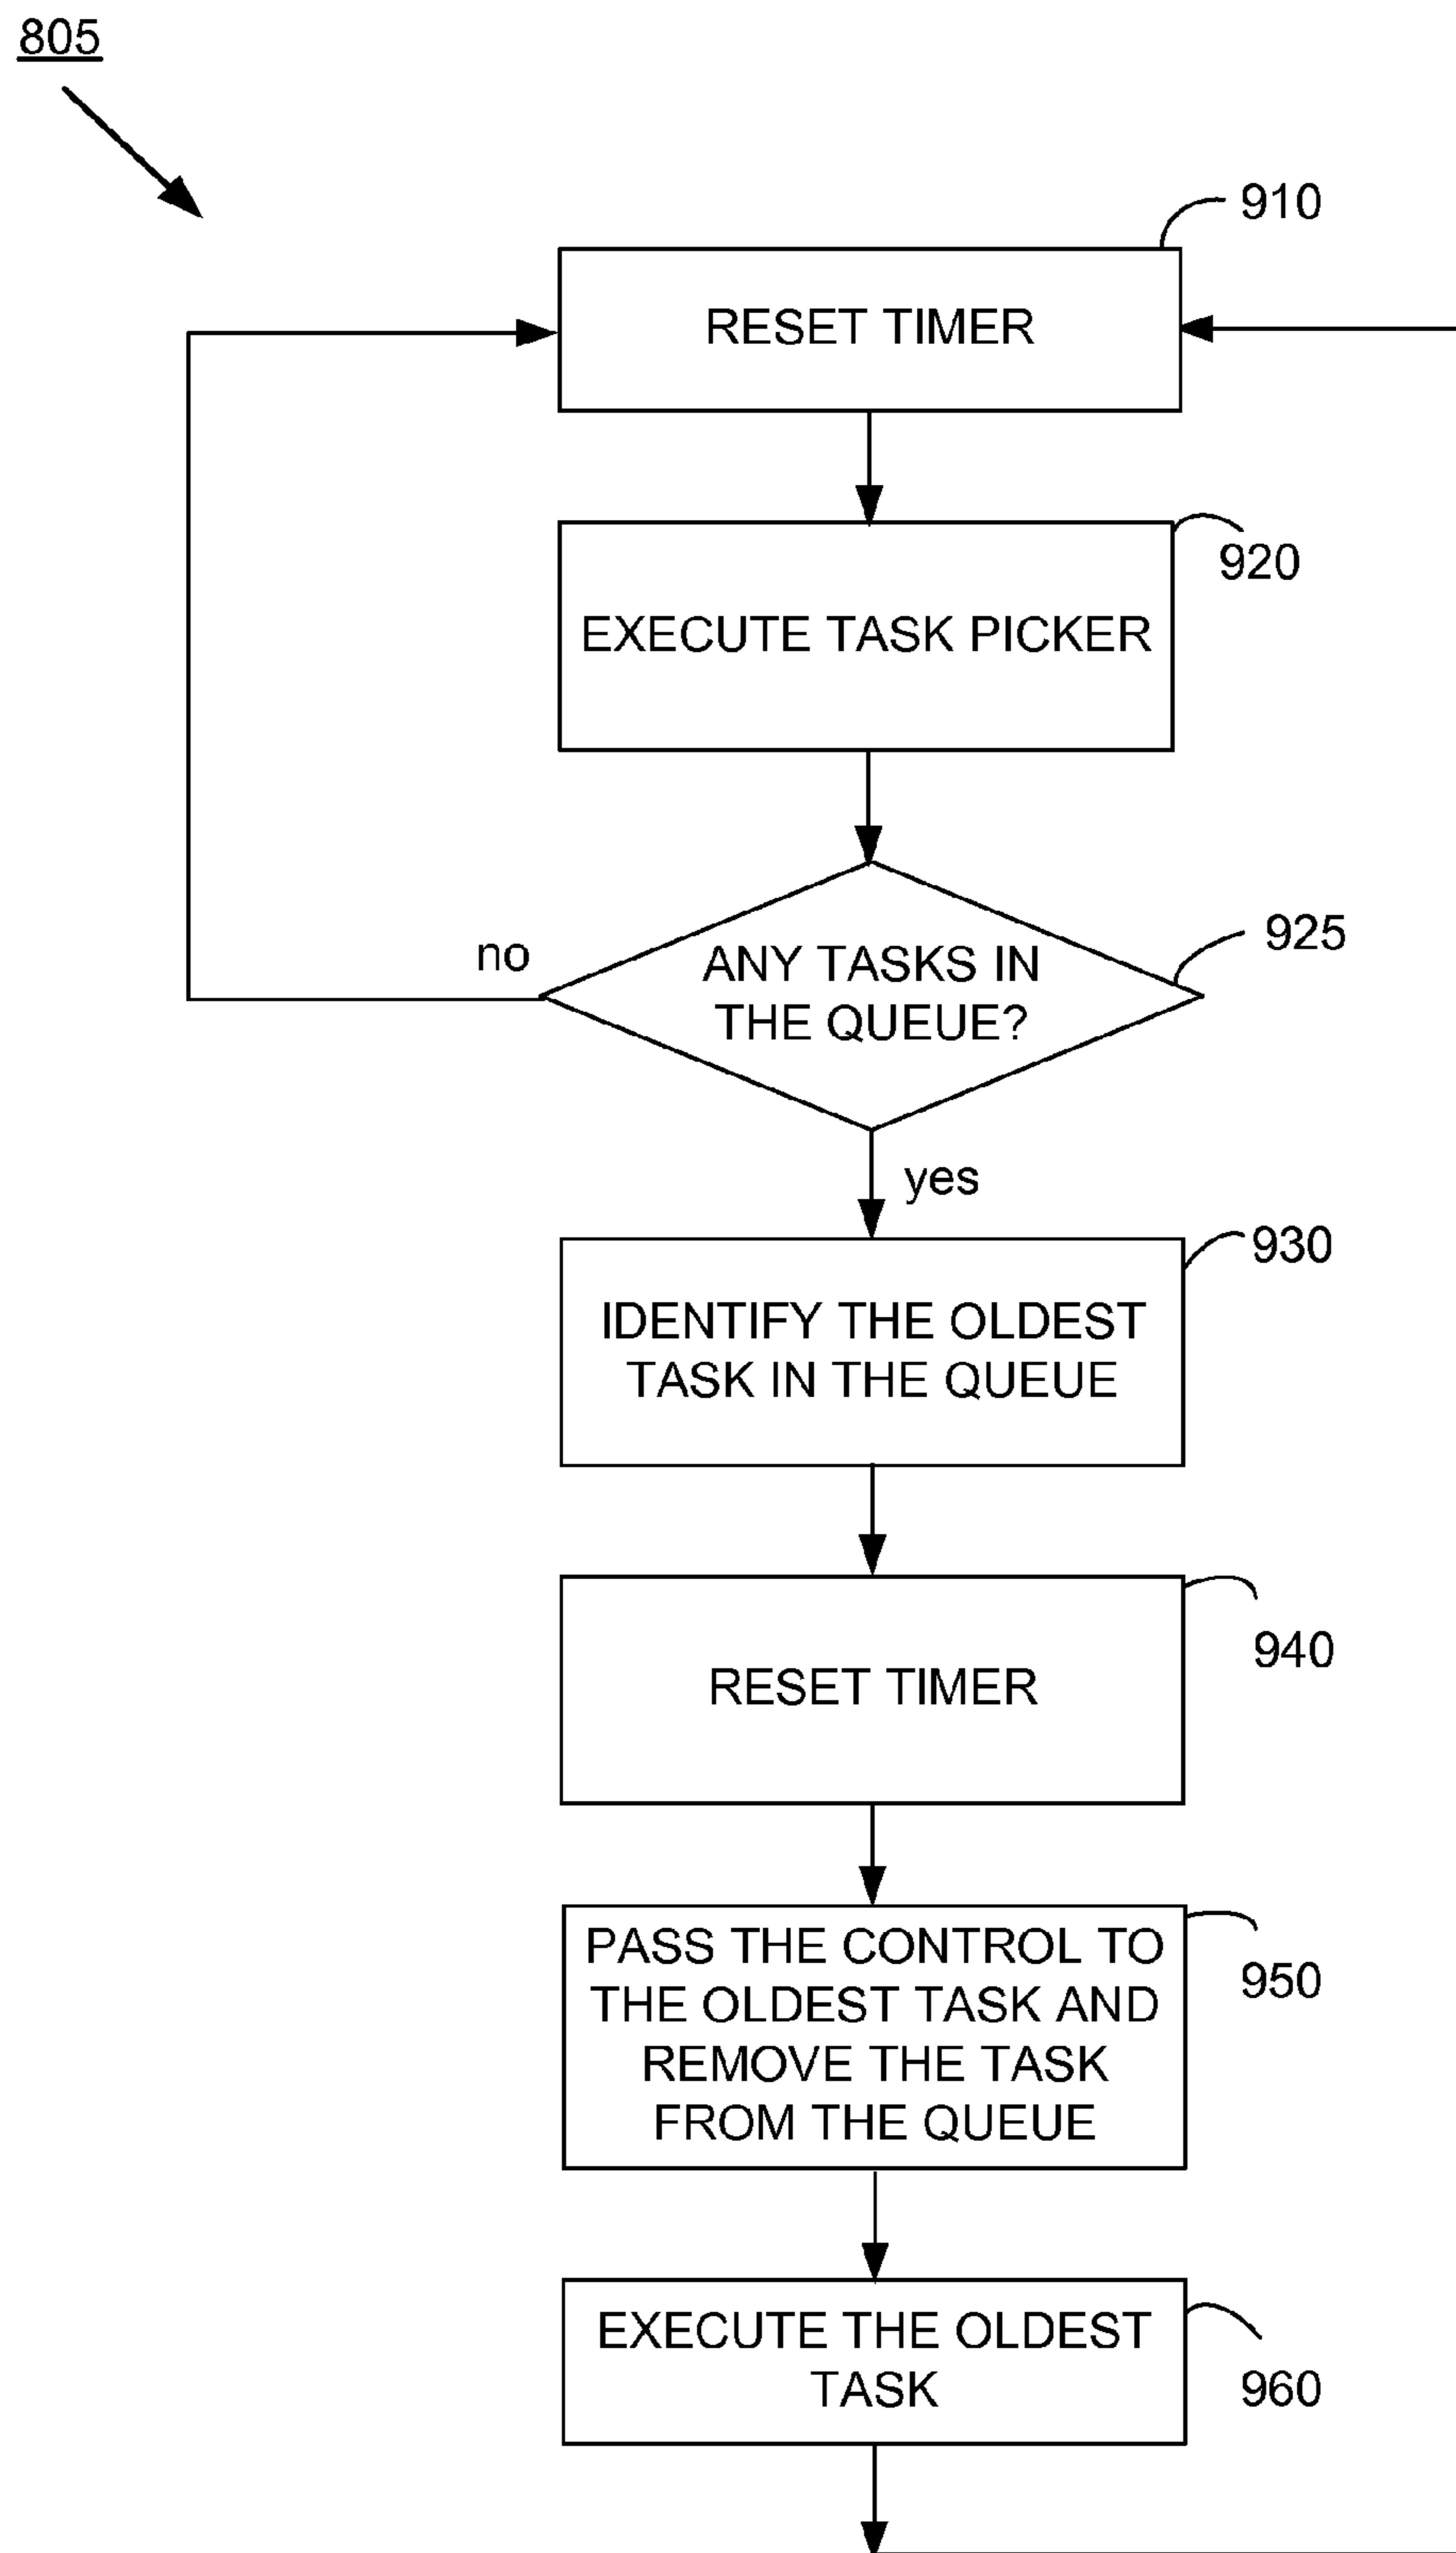 805
910
RESET TIMER
920
EXECUTE TASK PICKER
925
no
ANY TASKS IN
THE QUEUE?
yes
930
IDENTIFY THE OLDEST
TASK IN THE QUEUE
940
RESET TIMER
PASS THE CONTROL TO
950
THE OLDEST TASK AND
REMOVE THE TASK
FROM THE QUEUE
EXECUTE THE OLDEST
TASK
960